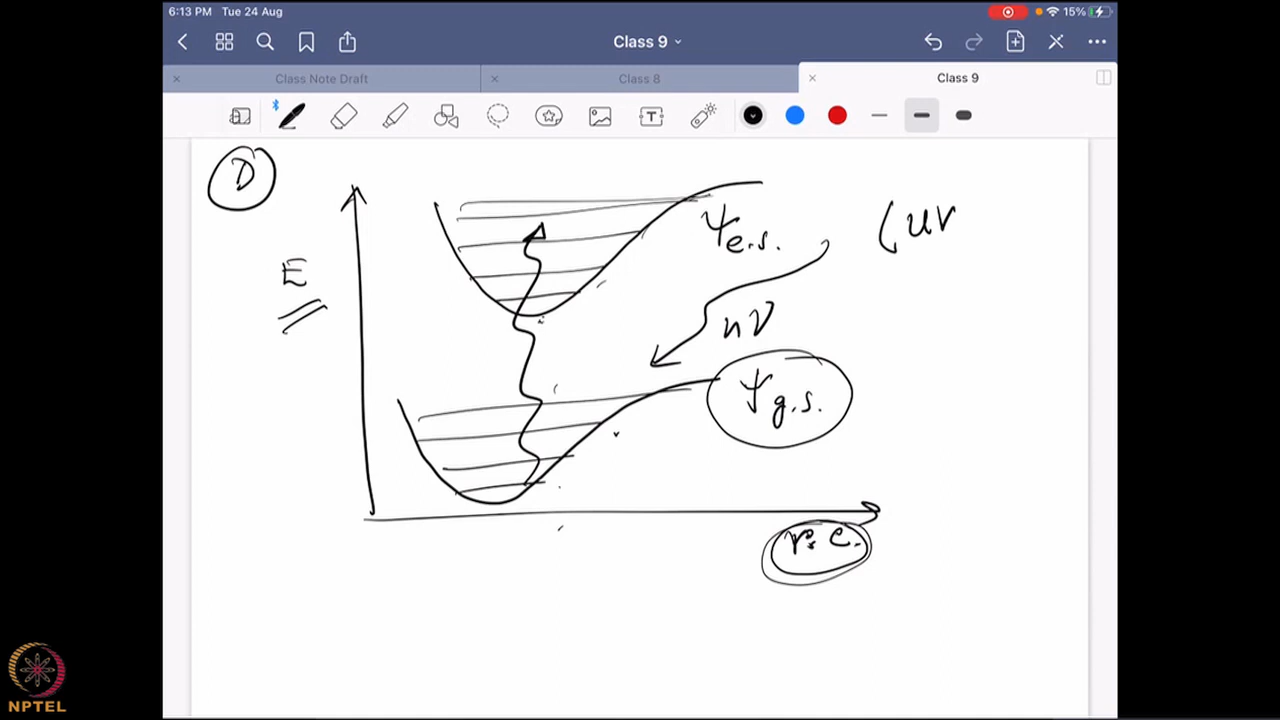 6:13 PM Tue 24 Aug
15%
Class 9
Class Note Draft
Class 8
Class 9
T
D
E
Ψe.s.
(UV
hν
Ψg.s.
r.c.
NPTEL